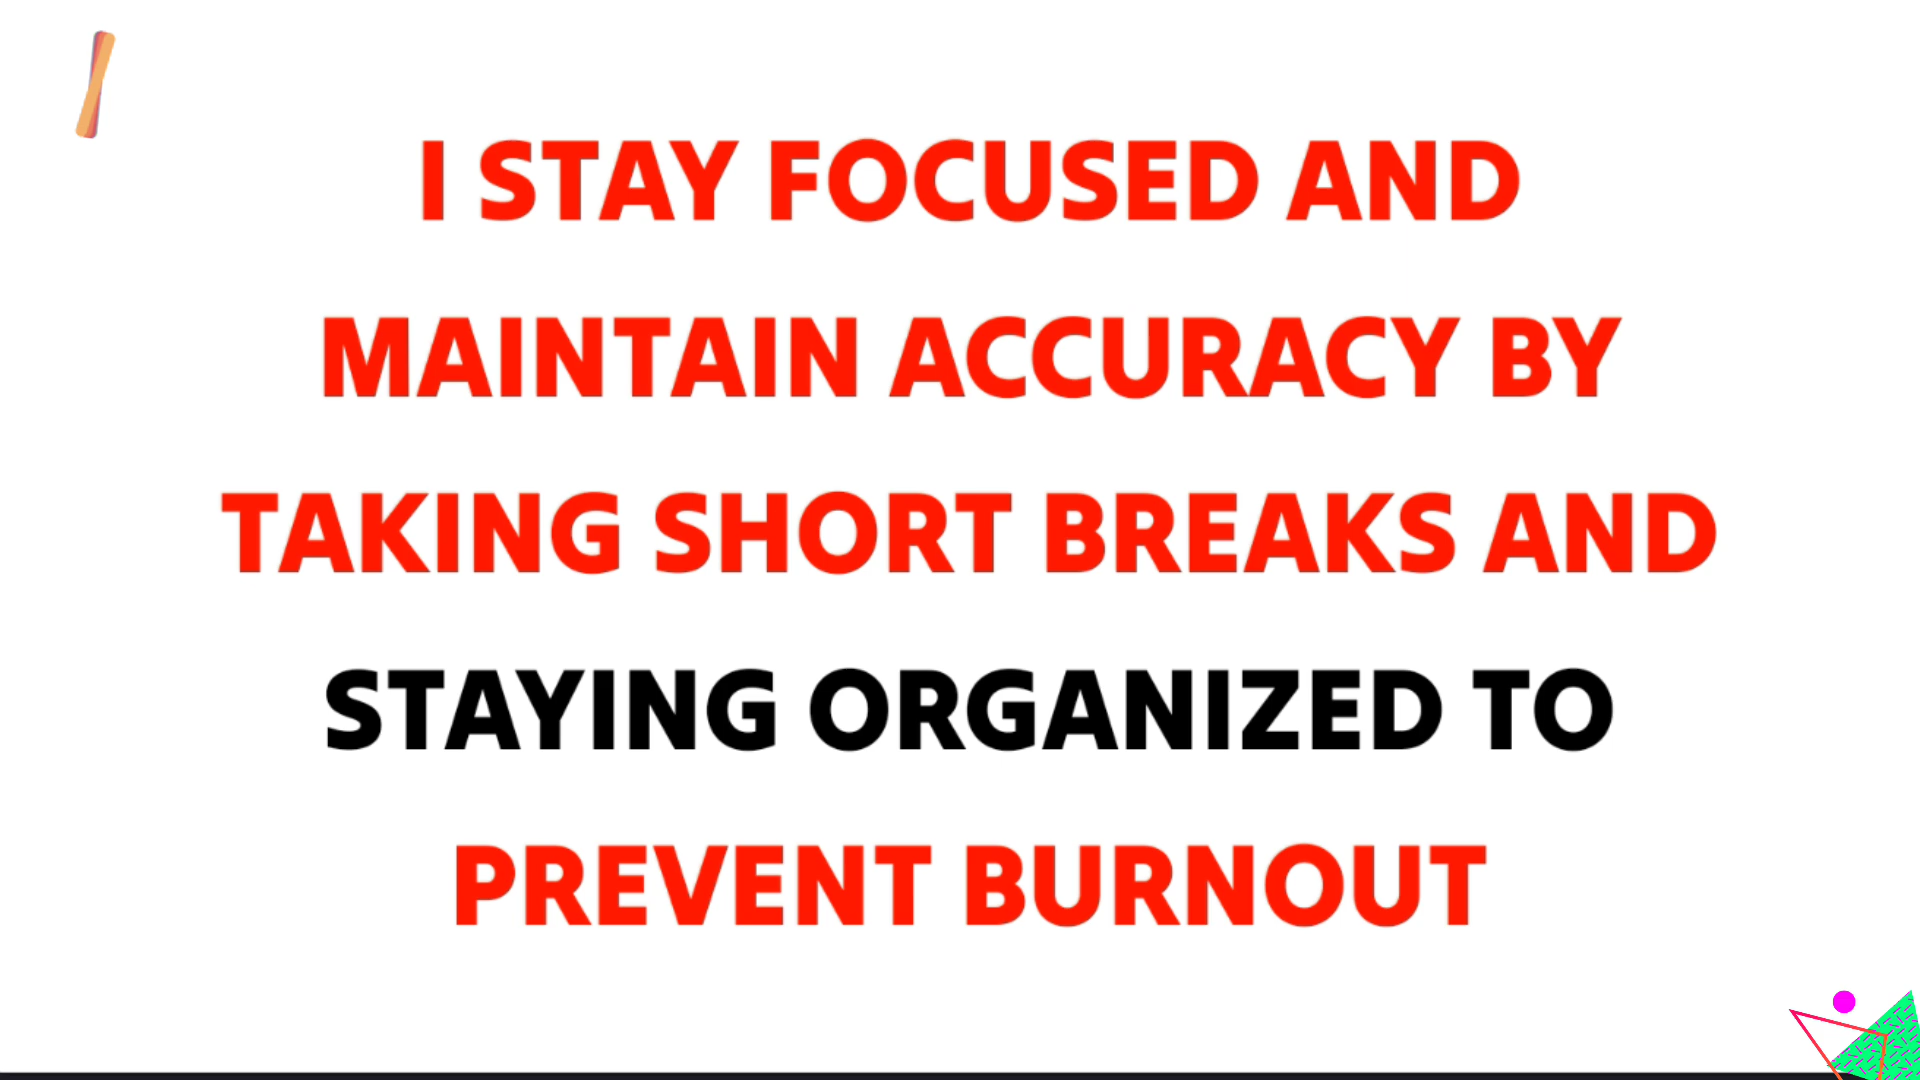 I STAY FOCUSED AND
MAINTAIN ACCURACY BY
TAKING SHORT BREAKS AND
STAYING ORGANIZED TO
PREVENT BURNOUT